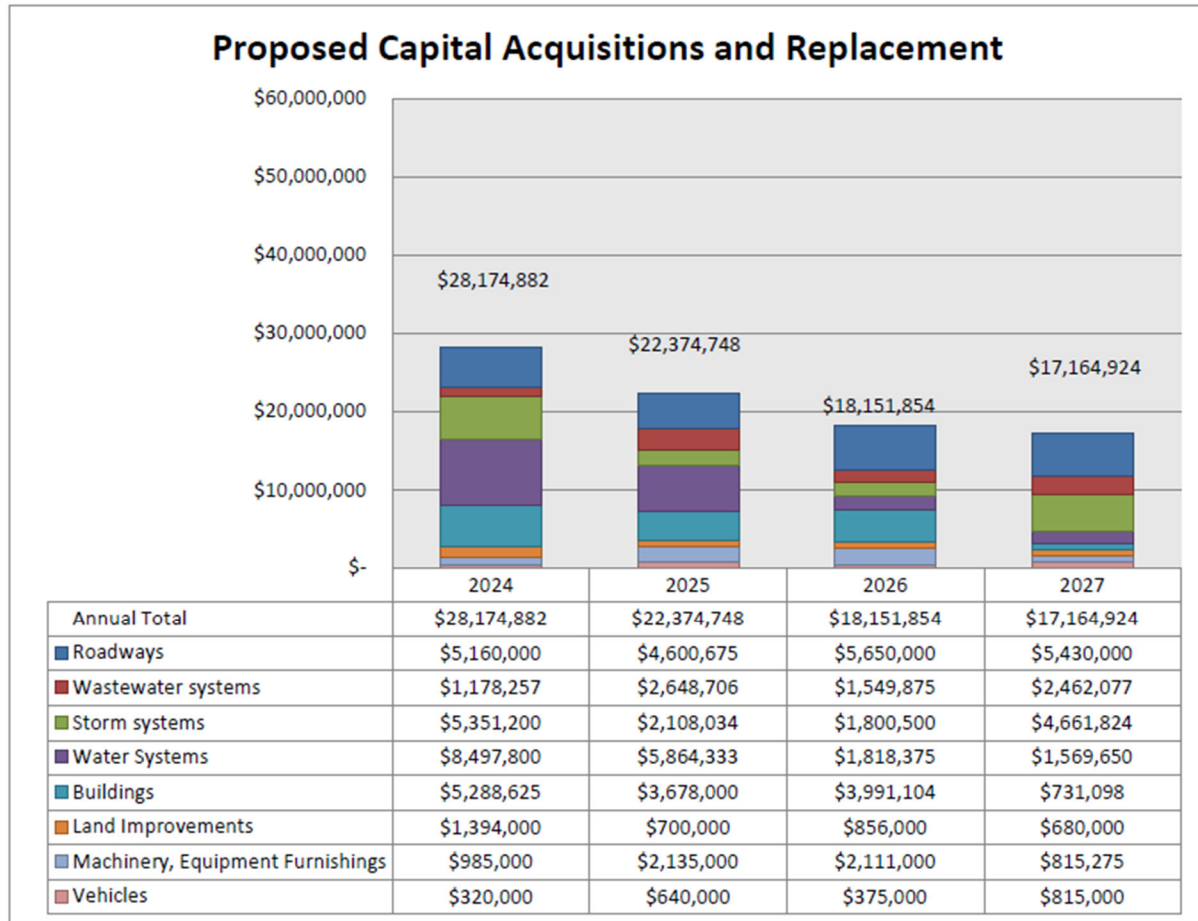 Proposed Capital Acquisitions and Replacement
$60,000,000
$50,000,000
$40,000,000
$30,000,000
$20,000,000
$10,000,000
$-
$28,174,882
$22,374,748
$18,151,854
$17,164,924
2024 2025 2026 2027
Annual Total $28,174,882 $22,374,748 $18,151,854 $17,164,924
Roadways $5,160,000 $4,600,675 $5,650,000 $5,430,000
Wastewater systems $1,178,257 $2,648,706 $1,549,875 $2,462,077
Storm systems $5,351,200 $2,108,034 $1,800,500 $4,661,824
Water Systems $8,497,800 $5,864,333 $1,818,375 $1,569,650
Buildings $5,288,625 $3,678,000 $3,991,104 $731,098
Land Improvements $1,394,000 $700,000 $856,000 $680,000
Machinery, Equipment Furnishings $985,000 $2,135,000 $2,111,000 $815,275
Vehicles $320,000 $640,000 $375,000 $815,000